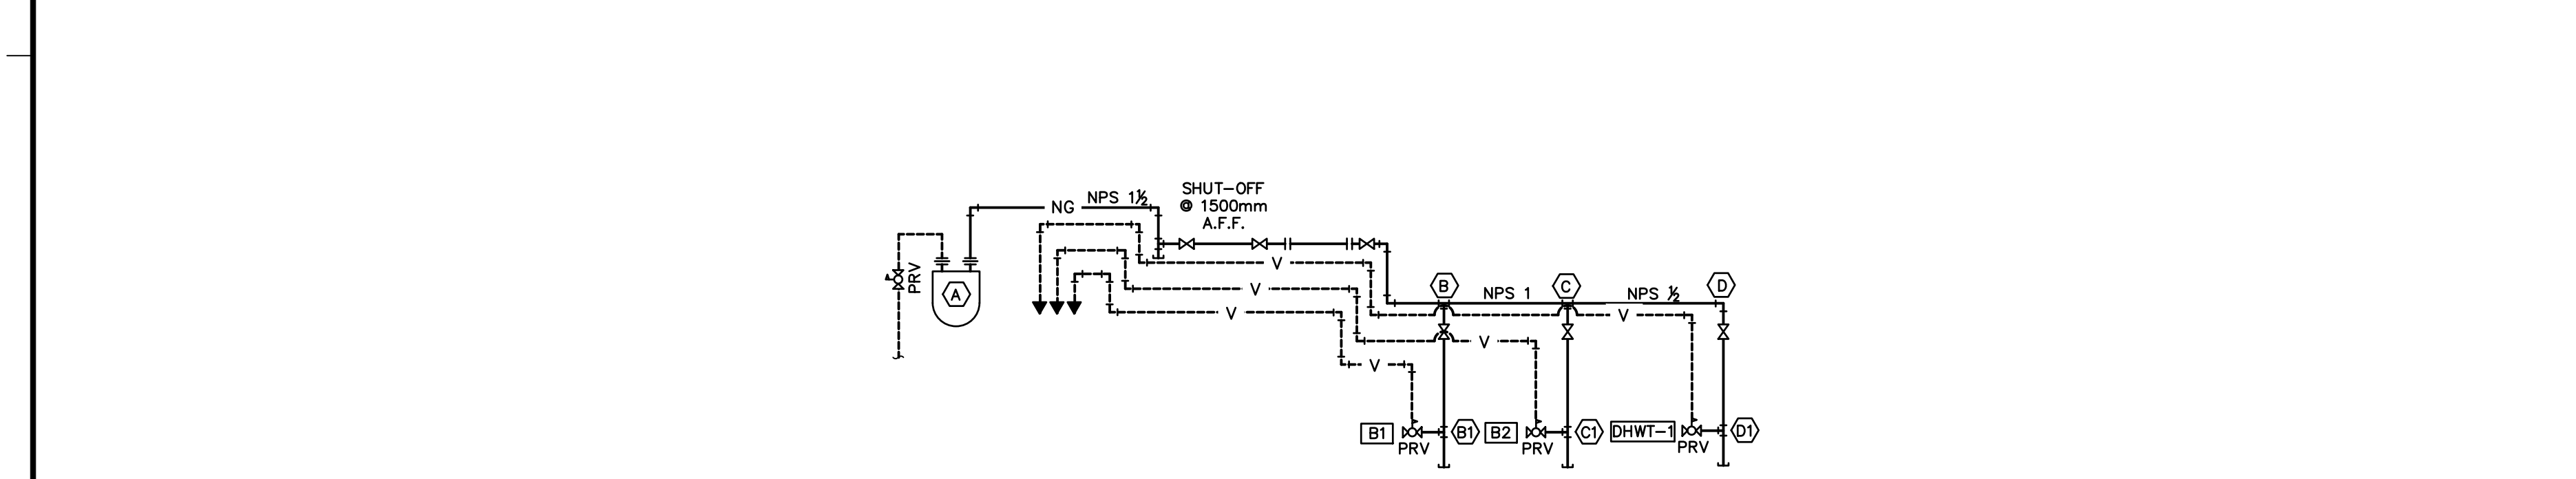 SHUT-OFF
@ 1500mm
A.F.F.
NG
NPS 1½
PRV
A
V
V
V
B
NPS 1
C
NPS ½
D
V
V
V
B1
PRV
B1
B2
PRV
C1
DHWT-1
PRV
D1